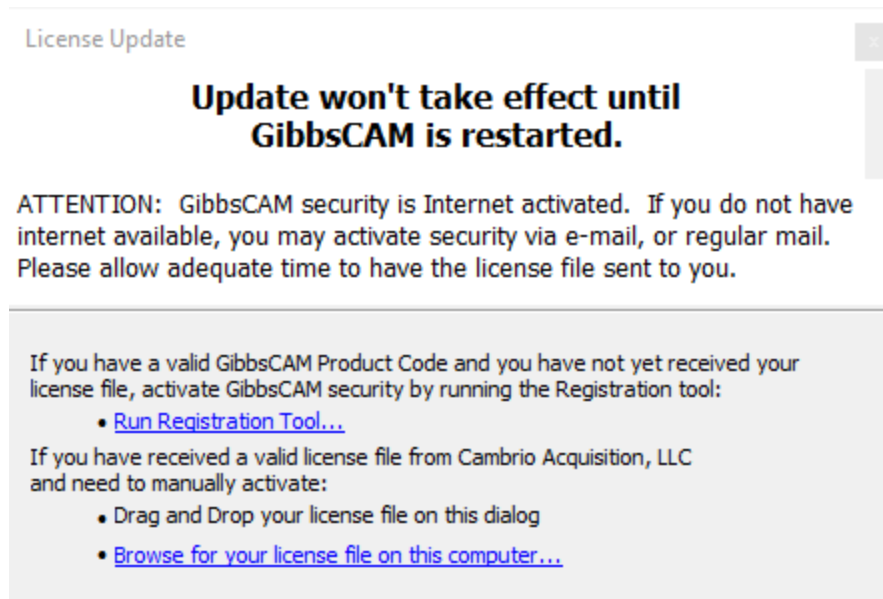 License Update
x
Update won't take effect until
GibbsCAM is restarted.
ATTENTION:  GibbsCAM security is Internet activated.  If you do not have
internet available, you may activate security via e-mail, or regular mail.
Please allow adequate time to have the license file sent to you.
If you have a valid GibbsCAM Product Code and you have not yet received your
license file, activate GibbsCAM security by running the Registration tool:
• Run Registration Tool...
If you have received a valid license file from Cambrio Acquisition, LLC
and need to manually activate:
• Drag and Drop your license file on this dialog
• Browse for your license file on this computer...